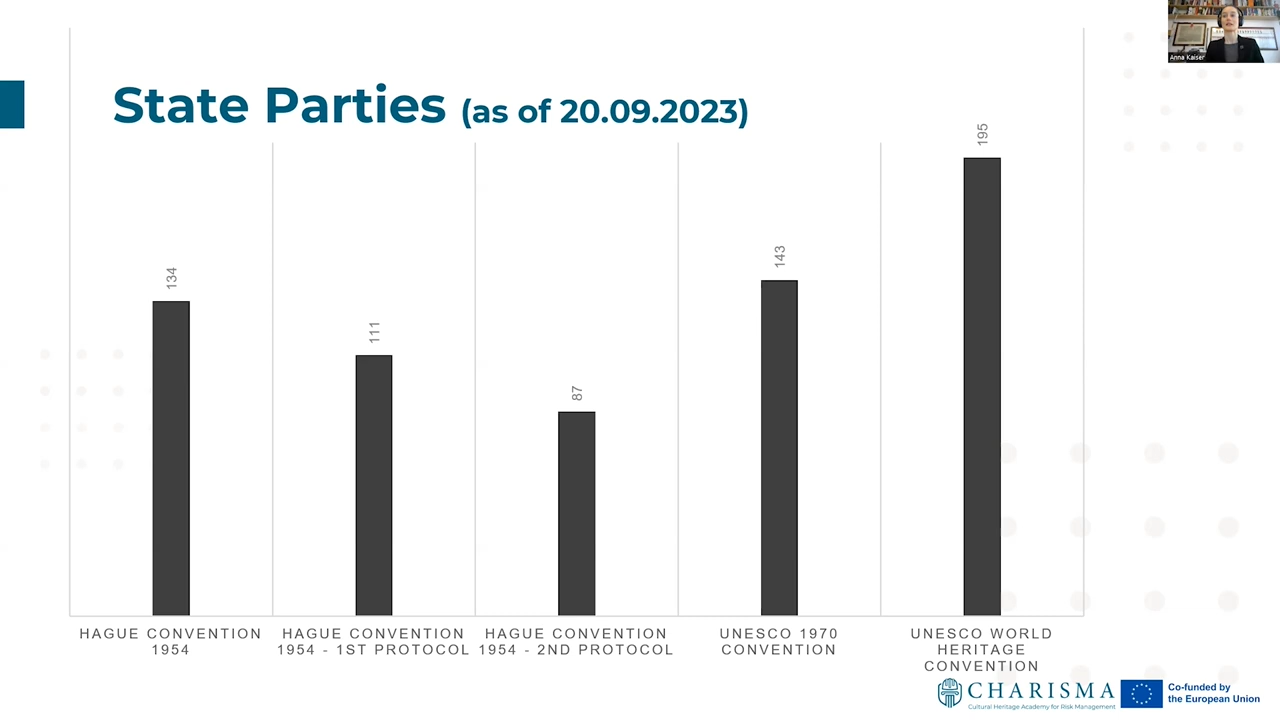 Anna Kaiser
State Parties (as of 20.09.2023)
134
111
87
143
195
HAGUE CONVENTION
1954
HAGUE CONVENTION
1954 - 1ST PROTOCOL
HAGUE CONVENTION
1954 - 2ND PROTOCOL
UNESCO 1970
CONVENTION
UNESCO WORLD
HERITAGE
CONVENTION
CHARISMA
Cultural Heritage Academy for Risk Management
Co-funded by
the European Union